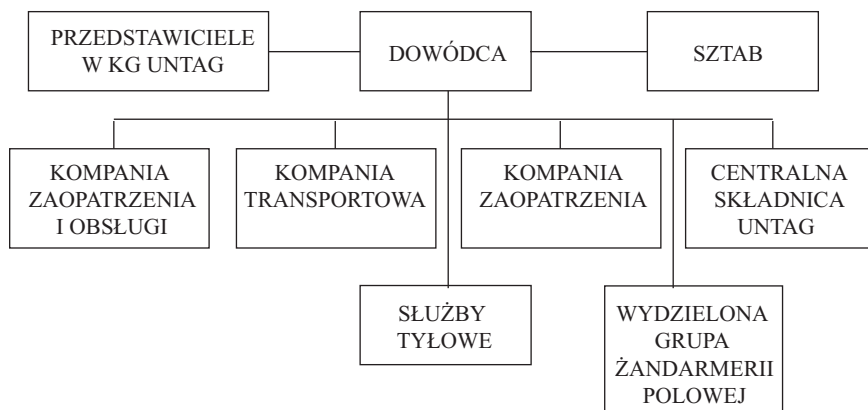 PRZEDSTAWICIELE
W KG UNTAG
DOWÓDCA
SZTAB
KOMPANIA
ZAOPATRZENIA
I OBSŁUGI
KOMPANIA
TRANSPORTOWA
KOMPANIA
ZAOPATRZENIA
CENTRALNA
SKŁADNICA
UNTAG
SŁUŻBY
TYŁOWE
WYDZIELONA
GRUPA
ŻANDARMERII
POLOWEJ